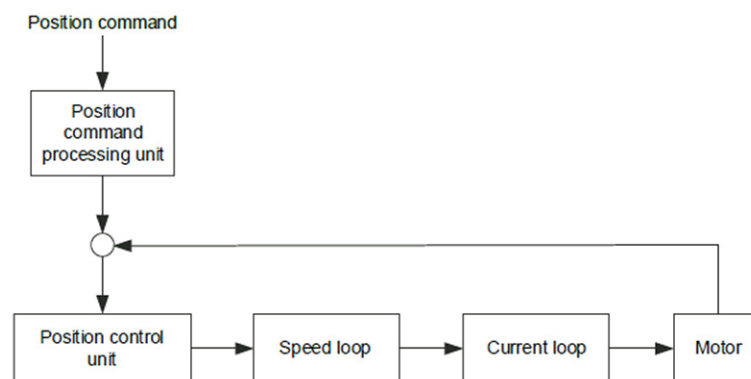 Position command
Position
command
processing unit
Position control
unit
Speed loop
Current loop
Motor